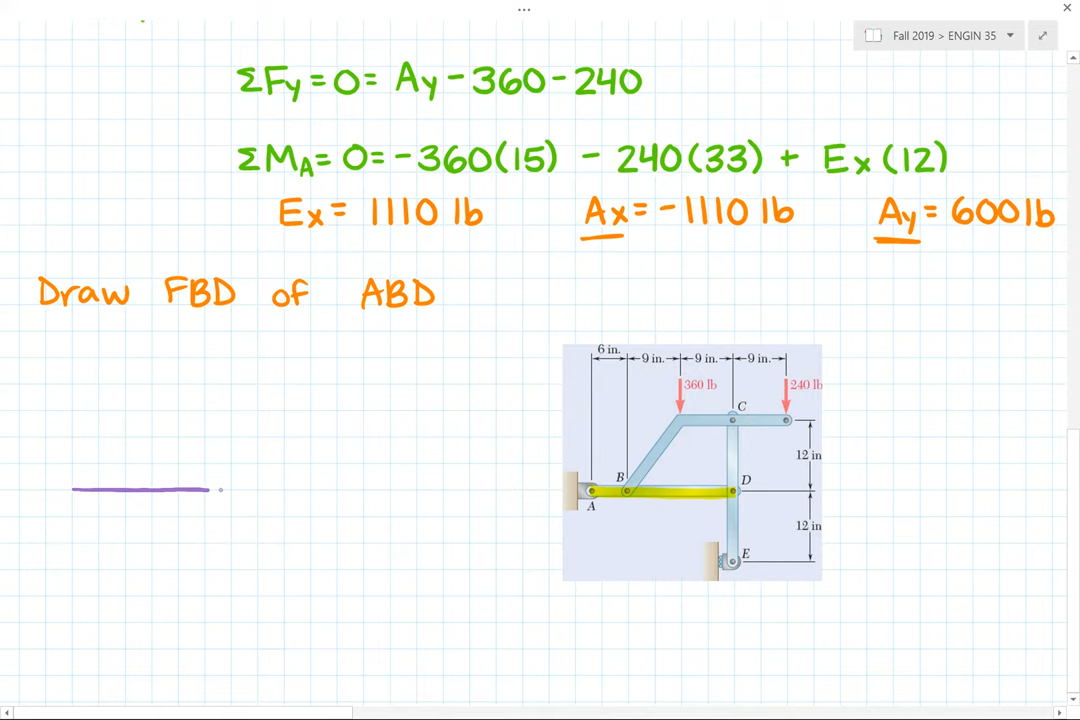 ...
Fall 2019 > ENGIN 35
ΣFy = 0 = Ay - 360 - 240
ΣMA = 0 = -360(15) - 240(33) + Ex(12)
Ex = 1110 lb Ax = -1110 lb Ay = 600 lb
Draw FBD of ABD
6 in. 9 in. 9 in. 9 in.
360 lb 240 lb
C
12 in
B D
A
12 in
E